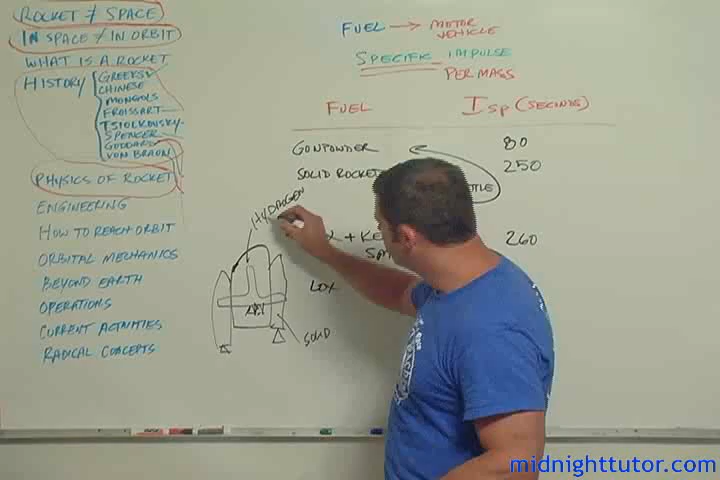 ROCKET ≠ SPACE
IN SPACE ≠ IN ORBIT
WHAT IS A ROCKET
HISTORY
GREEKS
CHINESE
MONGOLS
FROISSART
TSIOLKOVSKY
SPENCER
GODDARD
VON BRAUN
PHYSICS OF ROCKET
ENGINEERING
HOW TO REACH ORBIT
ORBITAL MECHANICS
BEYOND EARTH
OPERATIONS
CURRENT ACTIVITIES
RADICAL CONCEPTS
FUEL → MOTOR VEHICLE
SPECIFIC IMPULSE
PER MASS
FUEL Isp (SECONDS)
GUNPOWDER 80
SOLID ROCKET 250
+ KE 260
LOX
HYDROGEN
SOLID
midnighttutor.com